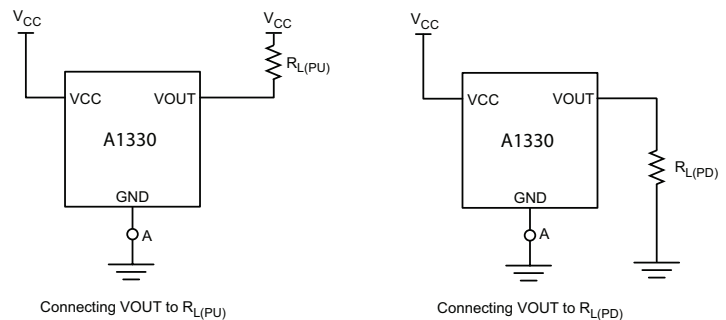 VCC
VCC
RL(PU)
VCC
VOUT
A1330
GND
A
Connecting VOUT to RL(PU)
VCC
VCC
VOUT
A1330
RL(PD)
GND
A
Connecting VOUT to RL(PD)